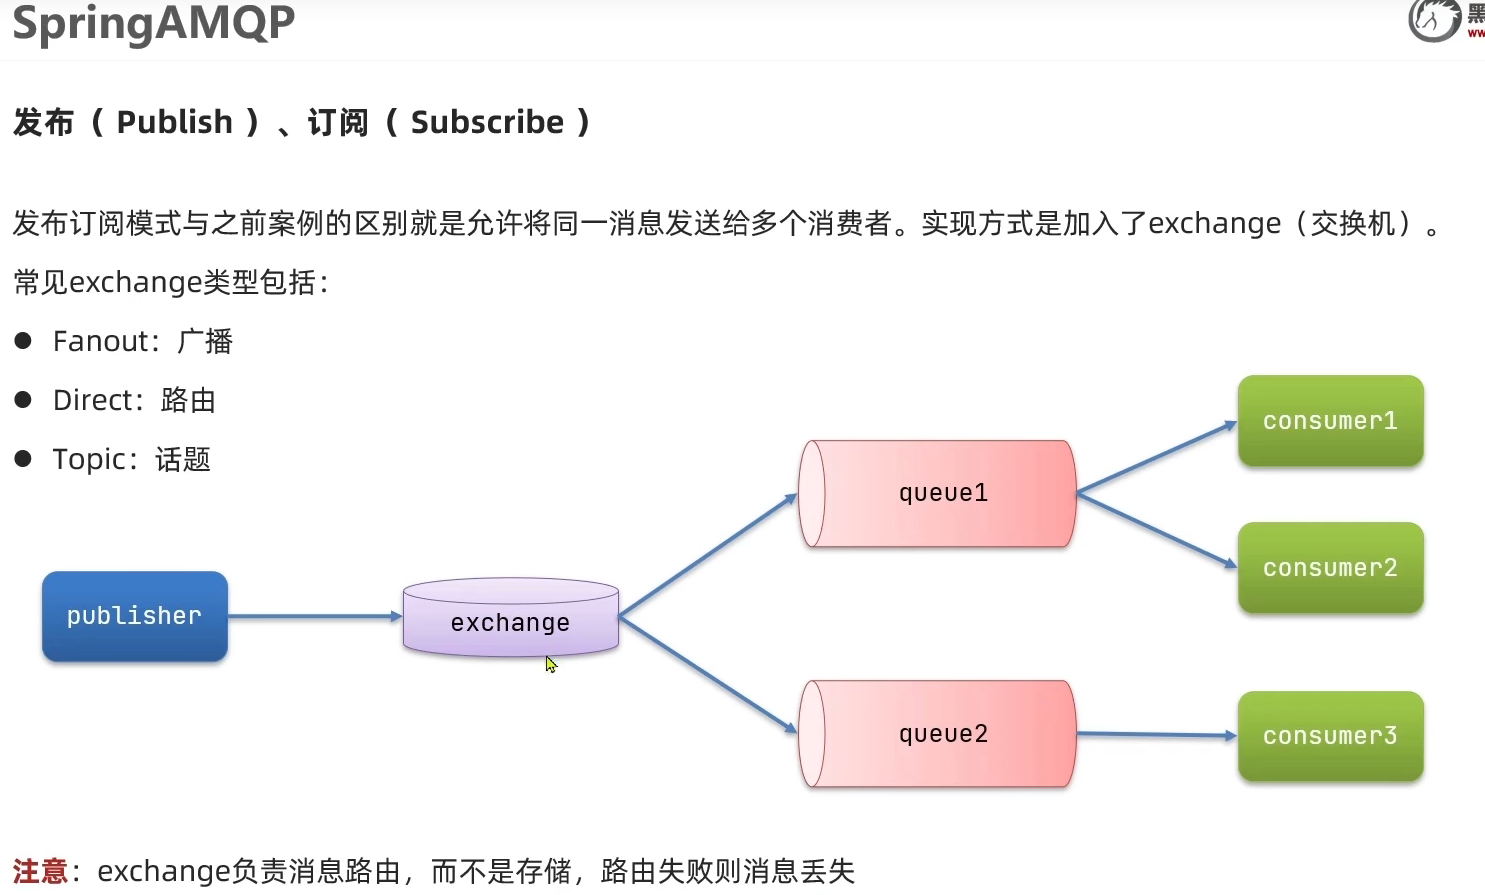 SpringAMQP
黑
ww
发布（ Publish ）、订阅（ Subscribe ）
发布订阅模式与之前案例的区别就是允许将同一消息发送给多个消费者。实现方式是加入了exchange（交换机）。
常见exchange类型包括：
● Fanout：广播
● Direct：路由
● Topic：话题
consumer1
queue1
consumer2
publisher
exchange
queue2
consumer3
注意：exchange负责消息路由，而不是存储，路由失败则消息丢失